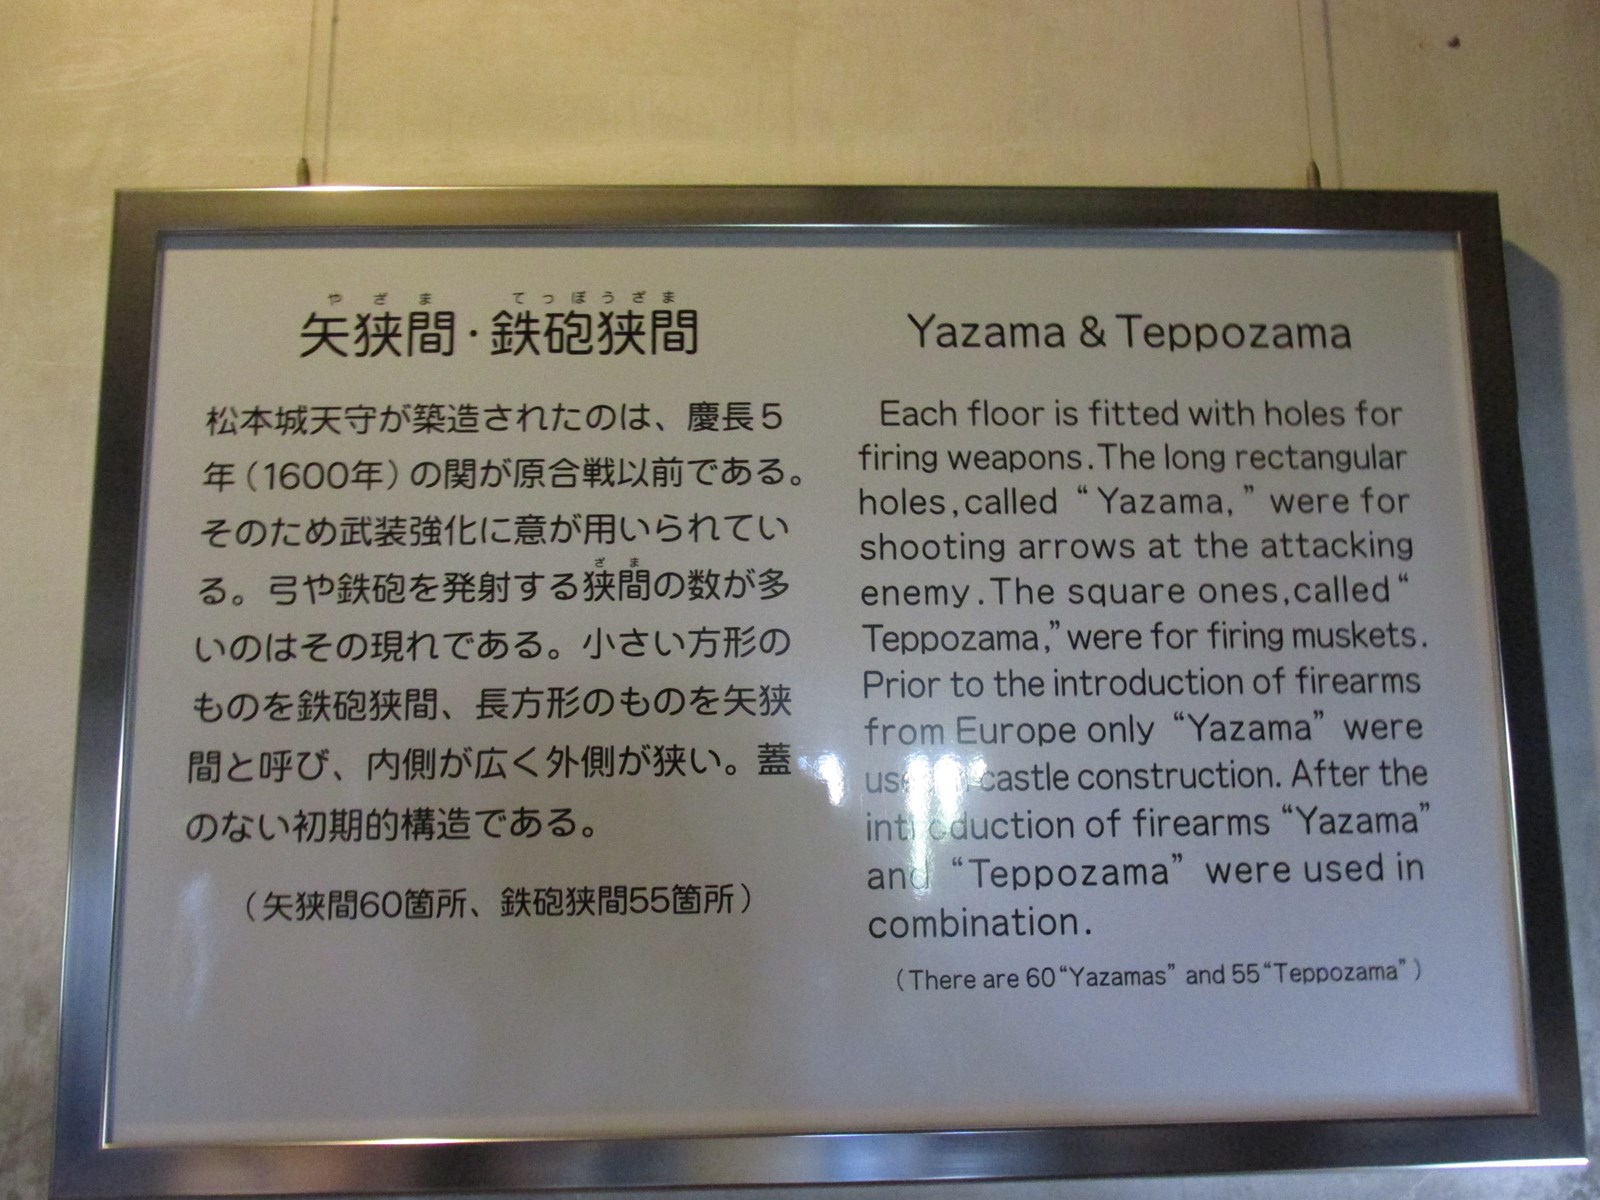 やざま てっぽうざま
矢狭間・鉄砲狭間
松本城天守が築造されたのは、慶長５
年（1600年）の関が原合戦以前である。
そのため武装強化に意が用いられてい
ざま
る。弓や鉄砲を発射する狭間の数が多
いのはその現れである。小さい方形の
ものを鉄砲狭間、長方形のものを矢狭
間と呼び、内側が広く外側が狭い。蓋
のない初期的構造である。
（矢狭間60箇所、鉄砲狭間55箇所）
Yazama & Teppozama
Each floor is fitted with holes for
firing weapons.The long rectangular
holes,called “Yazama,” were for
shooting arrows at the attacking
enemy.The square ones,called“
Teppozama,”were for firing muskets.
Prior to the introduction of firearms
from Europe only “Yazama” were
castle construction. After the
introduction of firearms “Yazama”
and “Teppozama” were used in
combination.
(There are 60“Yazamas” and 55“Teppozama”)